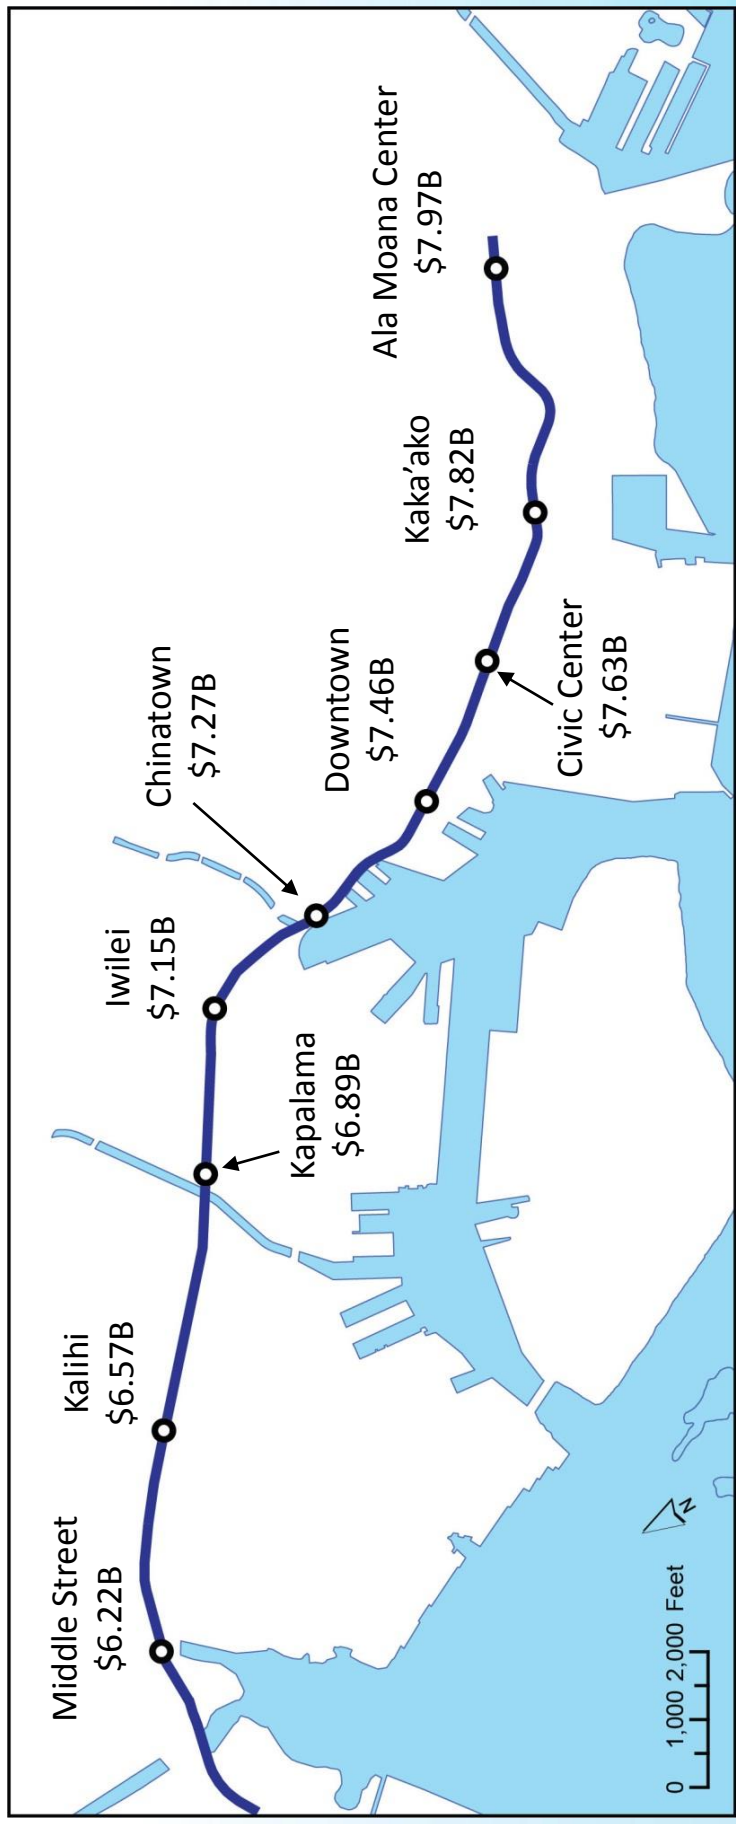 Middle Street
$6.22B
Kalihi
$6.57B
Kapalama
$6.89B
Iwilei
$7.15B
Chinatown
$7.27B
Downtown
$7.46B
Civic Center
$7.63B
Kaka’ako
$7.82B
Ala Moana Center
$7.97B
0 1,000 2,000 Feet
N